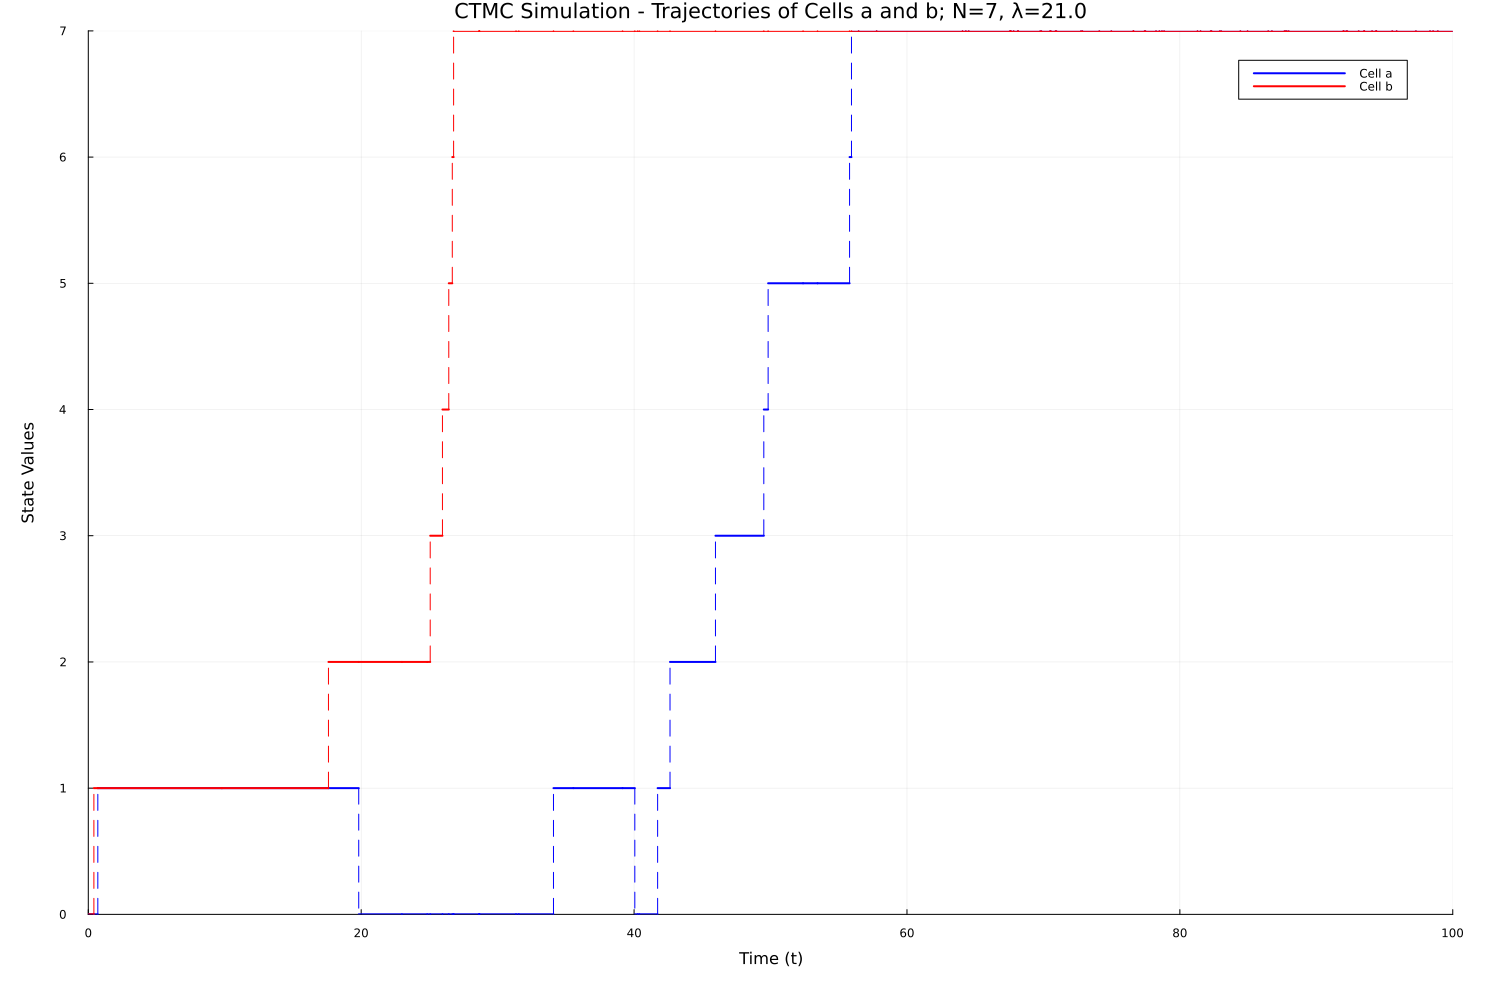 CTMC Simulation - Trajectories of Cells a and b; N=7, λ=21.0
7
6
5
4
3
2
1
0
State Values
Cell a
Cell b
0 20 40 60 80 100
Time (t)